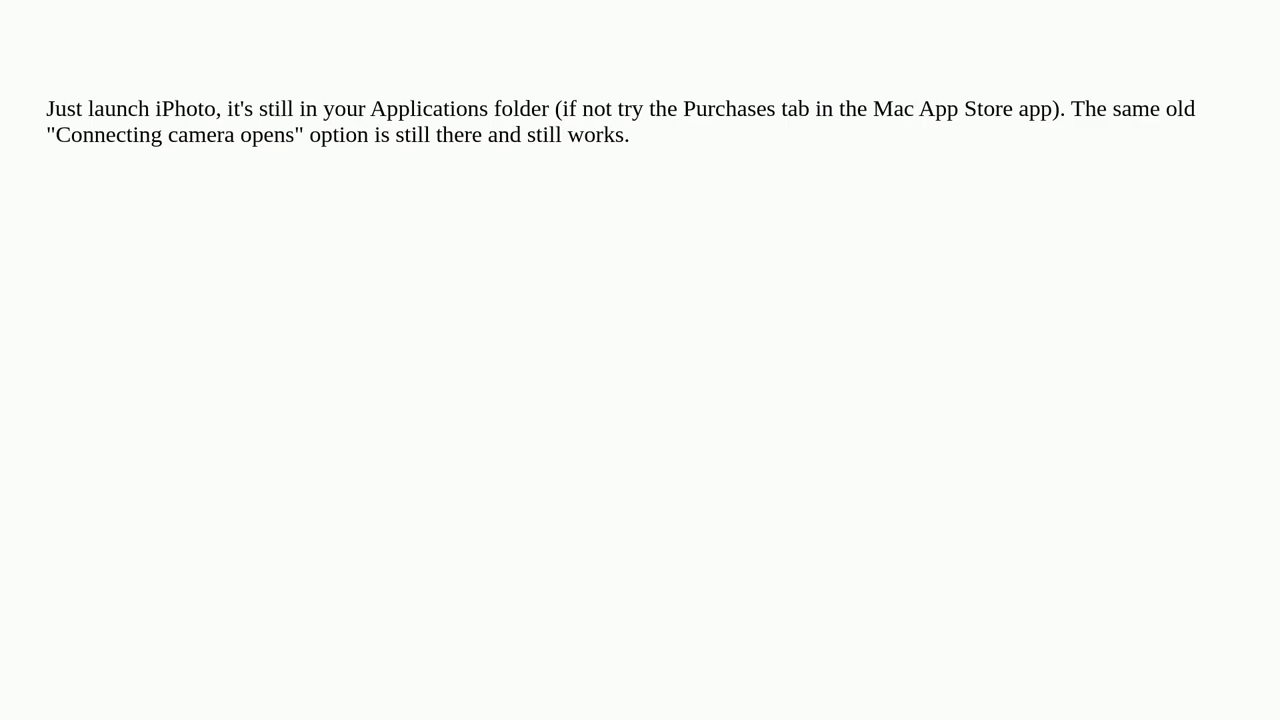 Just launch iPhoto, it's still in your Applications folder (if not try the Purchases tab in the Mac App Store app). The same old
"Connecting camera opens" option is still there and still works.